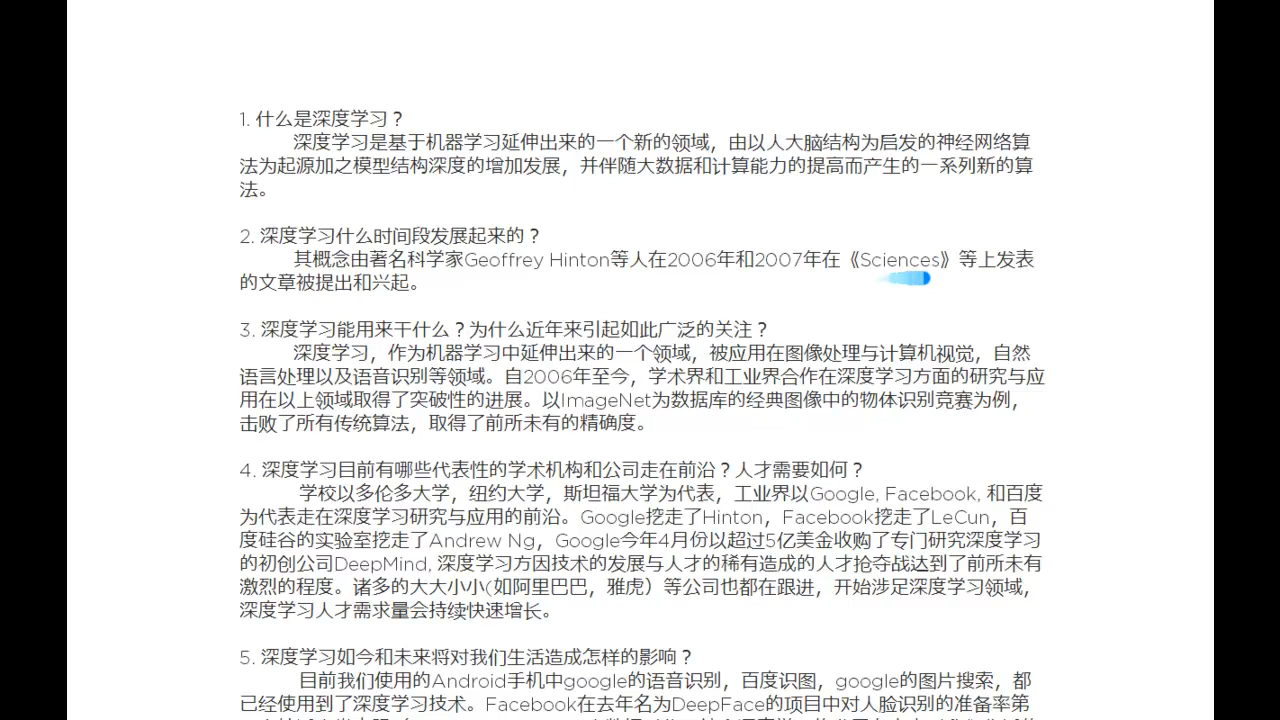 1. 什么是深度学习？
深度学习是基于机器学习延伸出来的一个新的领域，由以人大脑结构为启发的神经网络算
法为起源加之模型结构深度的增加发展，并伴随大数据和计算能力的提高而产生的一系列新的算
法。
2. 深度学习什么时间段发展起来的？
其概念由著名科学家Geoffrey Hinton等人在2006年和2007年在《Sciences》等上发表
的文章被提出和兴起。
3. 深度学习能用来干什么？为什么近年来引起如此广泛的关注？
深度学习，作为机器学习中延伸出来的一个领域，被应用在图像处理与计算机视觉，自然
语言处理以及语音识别等领域。自2006年至今，学术界和工业界合作在深度学习方面的研究与应
用在以上领域取得了突破性的进展。以ImageNet为数据库的经典图像中的物体识别竞赛为例，
击败了所有传统算法，取得了前所未有的精确度。
4. 深度学习目前有哪些代表性的学术机构和公司走在前沿？人才需要如何？
学校以多伦多大学，纽约大学，斯坦福大学为代表，工业界以Google, Facebook, 和百度
为代表走在深度学习研究与应用的前沿。Google挖走了Hinton，Facebook挖走了LeCun，百
度硅谷的实验室挖走了Andrew Ng，Google今年4月份以超过5亿美金收购了专门研究深度学习
的初创公司DeepMind, 深度学习方因技术的发展与人才的稀有造成的人才抢夺战达到了前所未有
激烈的程度。诸多的大大小小(如阿里巴巴，雅虎）等公司也都在跟进，开始涉足深度学习领域，
深度学习人才需求量会持续快速增长。
5. 深度学习如今和未来将对我们生活造成怎样的影响？
目前我们使用的Android手机中google的语音识别，百度识图，google的图片搜索，都
已经使用到了深度学习技术。Facebook在去年名为DeepFace的项目中对人脸识别的准备率第